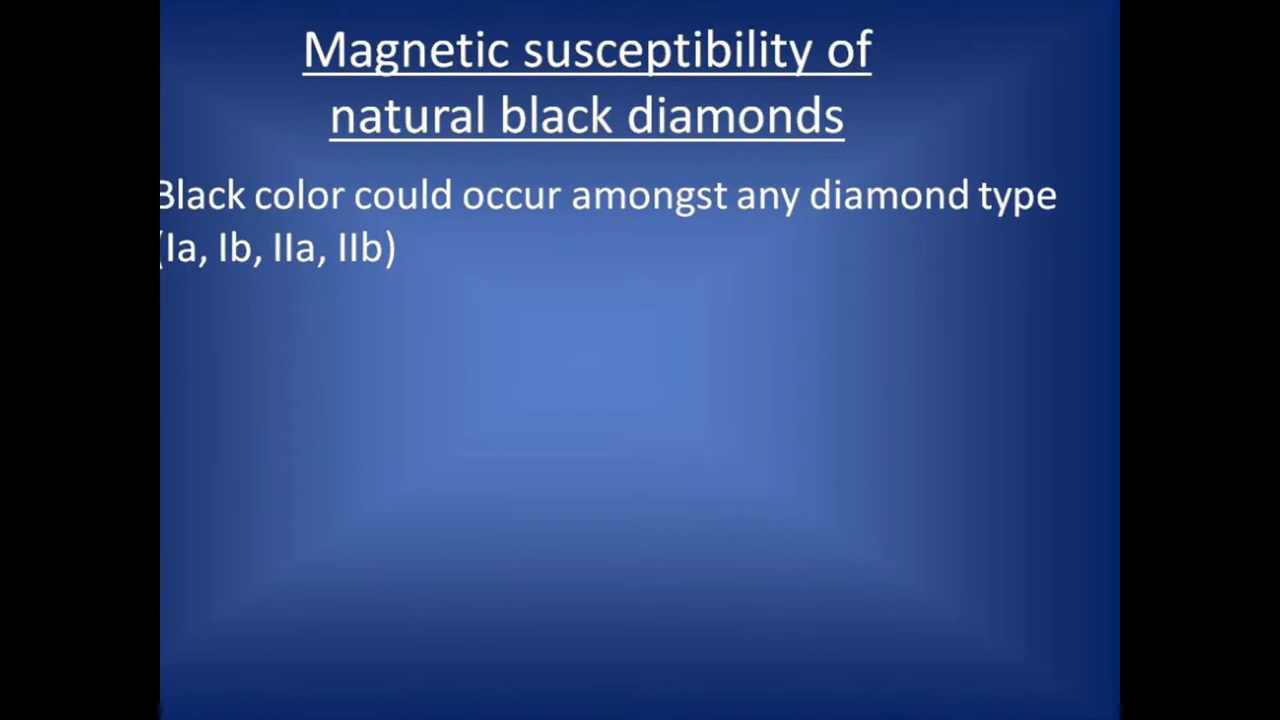 Magnetic susceptibility of
natural black diamonds
Black color could occur amongst any diamond type
(Ia, Ib, IIa, IIb)